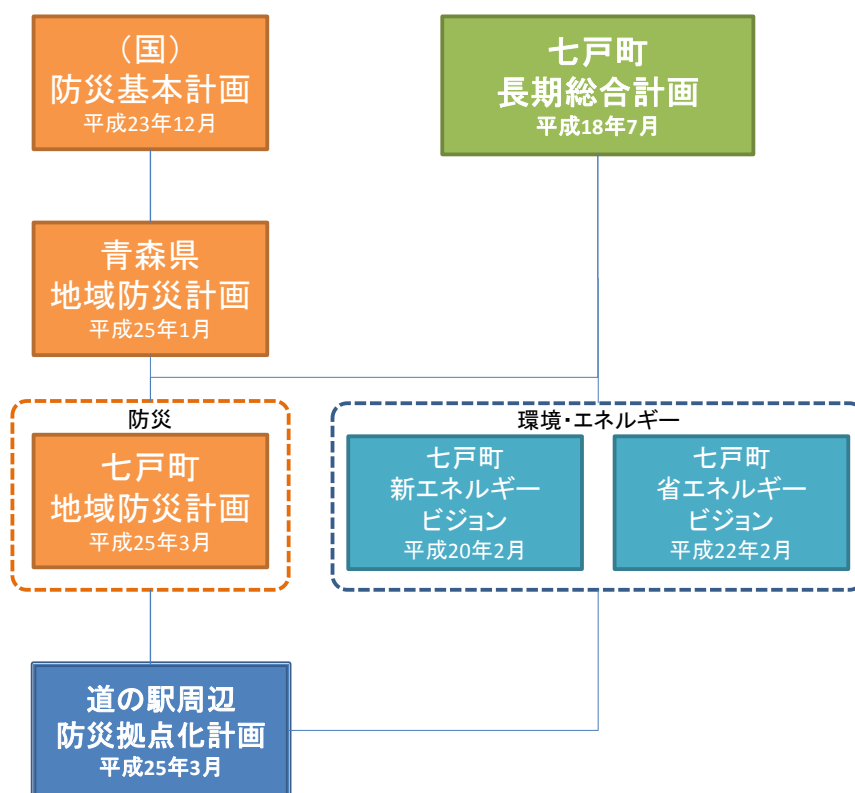 （国）
防災基本計画
平成23年12月
七戸町
長期総合計画
平成18年7月
青森県
地域防災計画
平成25年1月
防災
七戸町
地域防災計画
平成25年3月
環境・エネルギー
七戸町
新エネルギー
ビジョン
平成20年2月
七戸町
省エネルギー
ビジョン
平成22年2月
道の駅周辺
防災拠点化計画
平成25年3月